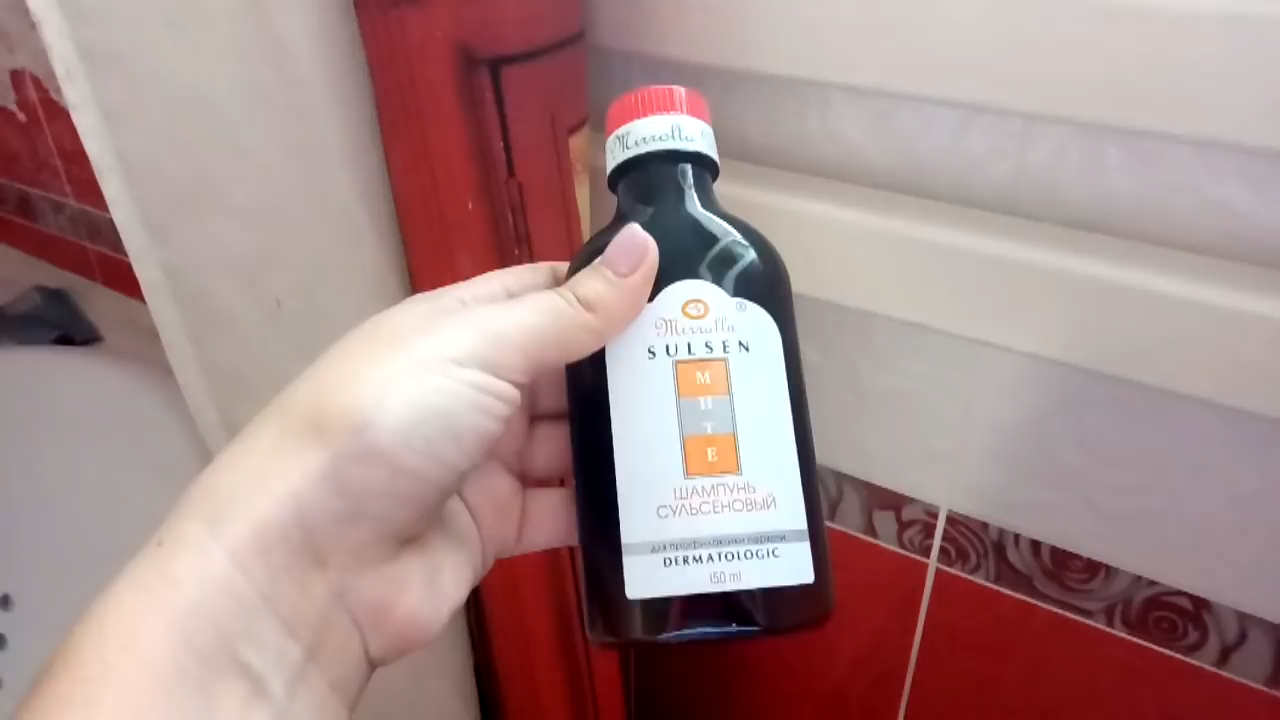 Mirrolla
Mirrolla
®
SULSEN
М
И
Т
Е
ШАМПУНЬ
СУЛЬСЕНОВЫЙ
для профилактики перхоти
DERMATOLOGIC
150 ml